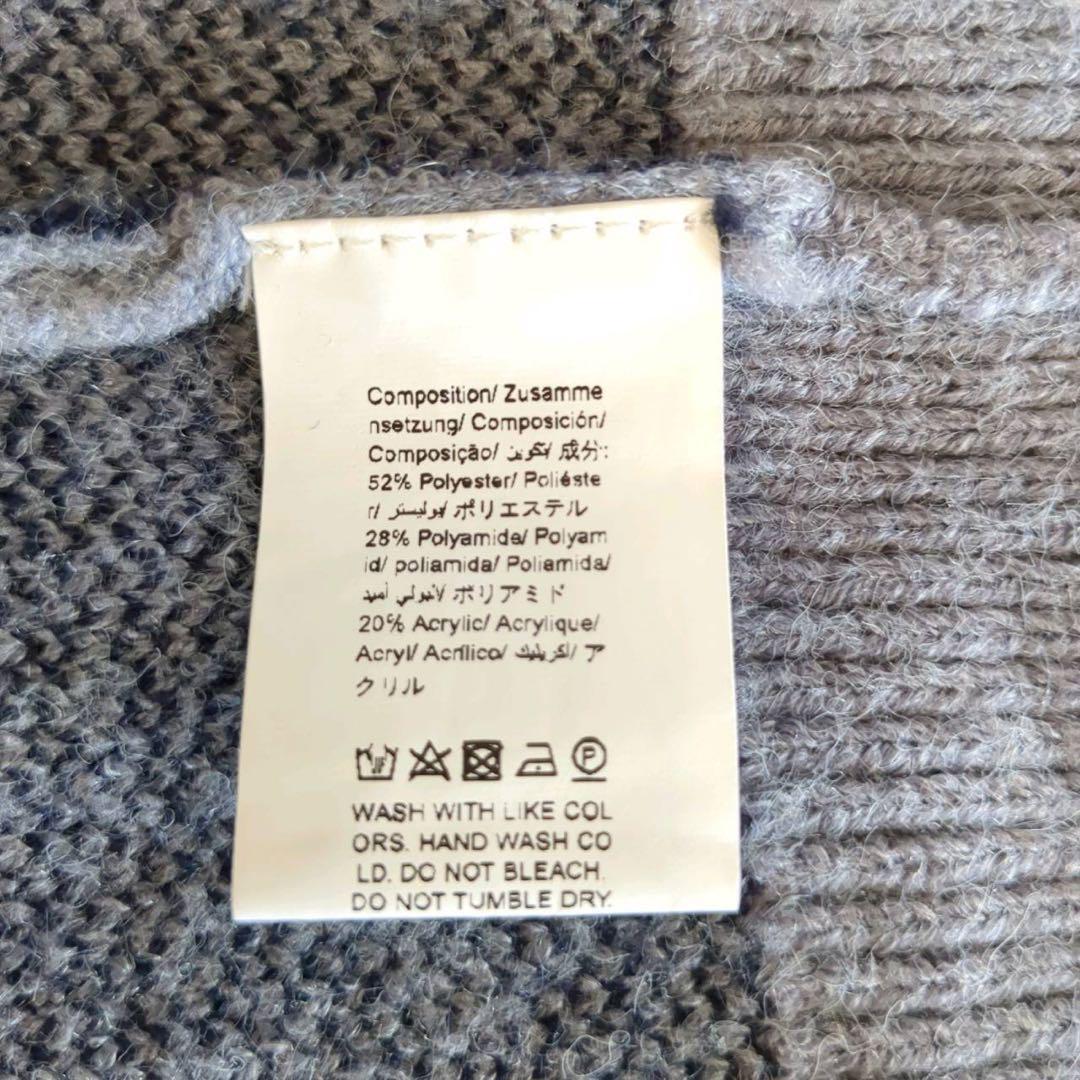 Composition/ Zusamme
nsetzung/ Composición/
Composição/ تكوين/ 成分:
52% Polyester/ Poliéste
r/ بوليستر/ ポリエステル
28% Polyamide/ Polyam
id/ poliamida/ Poliamida/
البولي أميد/ ポリアミド
20% Acrylic/ Acrylique/
Acryl/ Acrílico/ أكريليك/ ア
クリル
P
WASH WITH LIKE COL
ORS. HAND WASH CO
LD. DO NOT BLEACH.
DO NOT TUMBLE DRY.